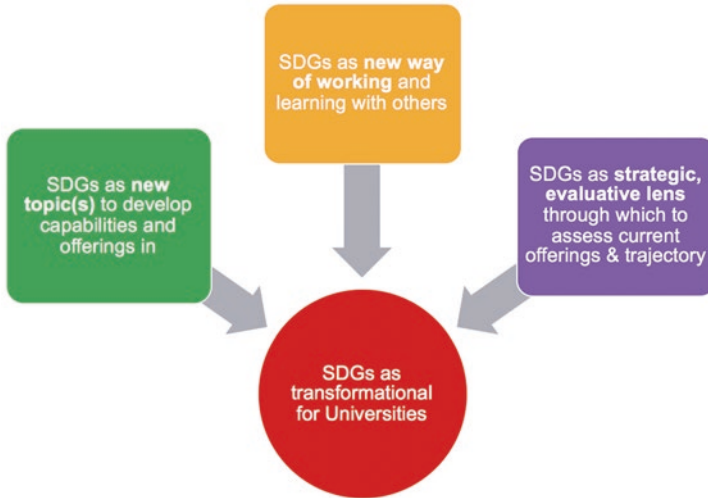 SDGs as new way
of working and
learning with others
SDGs as new
topic(s) to develop
capabilities and
offerings in
SDGs as strategic,
evaluative lens
through which to
assess current
offerings & trajectory
SDGs as
transformational
for Universities